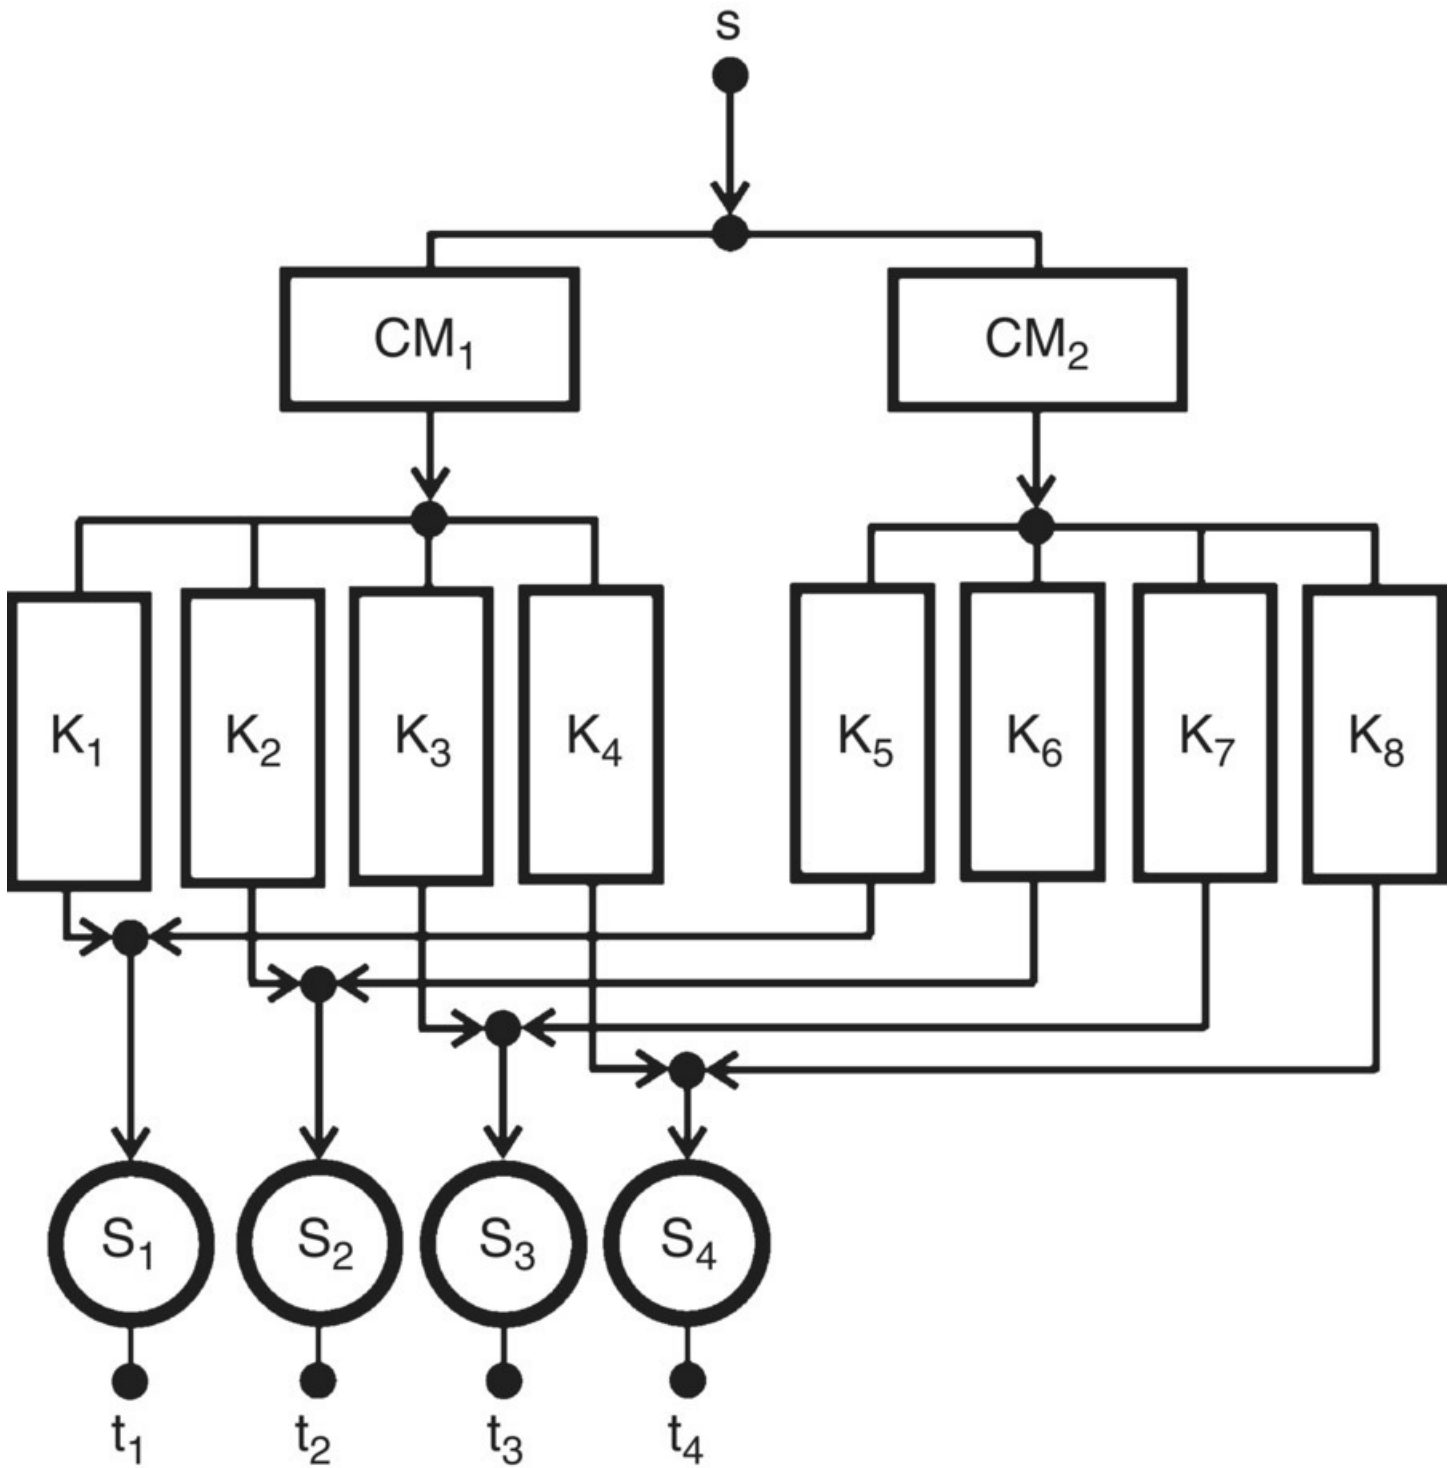 s
CM₁ CM₂
K₁ K₂ K₃ K₄ K₅ K₆ K₇ K₈
S₁ S₂ S₃ S₄
t₁ t₂ t₃ t₄